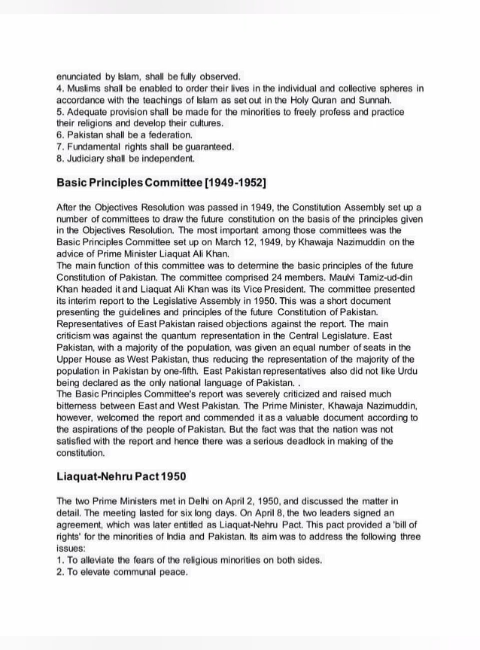 enunciated by Islam, shall be fully observed.
4. Muslims shall be enabled to order their lives in the individual and collective spheres in
accordance with the teachings of Islam as set out in the Holy Quran and Sunnah.
5. Adequate provision shall be made for the minorities to freely profess and practice
their religions and develop their cultures.
6. Pakistan shall be a federation.
7. Fundamental rights shall be guaranteed.
8. Judiciary shall be independent.
Basic Principles Committee [1949-1952]
After the Objectives Resolution was passed in 1949, the Constitution Assembly set up a
number of committees to draw the future constitution on the basis of the principles given
in the Objectives Resolution. The most important among those committees was the
Basic Principles Committee set up on March 12, 1949, by Khawaja Nazimuddin on the
advice of Prime Minister Liaquat Ali Khan.
The main function of this committee was to determine the basic principles of the future
Constitution of Pakistan. The committee comprised 24 members. Maulvi Tamiz-ud-din
Khan headed it and Liaquat Ali Khan was its Vice President. The committee presented
its interim report to the Legislative Assembly in 1950. This was a short document
presenting the guidelines and principles of the future Constitution of Pakistan.
Representatives of East Pakistan raised objections against the report. The main
criticism was against the quantum representation in the Central Legislature. East
Pakistan, with a majority of the population, was given an equal number of seats in the
Upper House as West Pakistan, thus reducing the representation of the majority of the
population in Pakistan by one-fifth. East Pakistan representatives also did not like Urdu
being declared as the only national language of Pakistan. .
The Basic Principles Committee's report was severely criticized and raised much
bitterness between East and West Pakistan. The Prime Minister, Khawaja Nazimuddin,
however, welcomed the report and commended it as a valuable document according to
the aspirations of the people of Pakistan. But the fact was that the nation was not
satisfied with the report and hence there was a serious deadlock in making of the
constitution.
Liaquat-Nehru Pact 1950
The two Prime Ministers met in Delhi on April 2, 1950, and discussed the matter in
detail. The meeting lasted for six long days. On April 8, the two leaders signed an
agreement, which was later entitled as Liaquat-Nehru Pact. This pact provided a 'bill of
rights' for the minorities of India and Pakistan. Its aim was to address the following three
issues:
1. To alleviate the fears of the religious minorities on both sides.
2. To elevate communal peace.